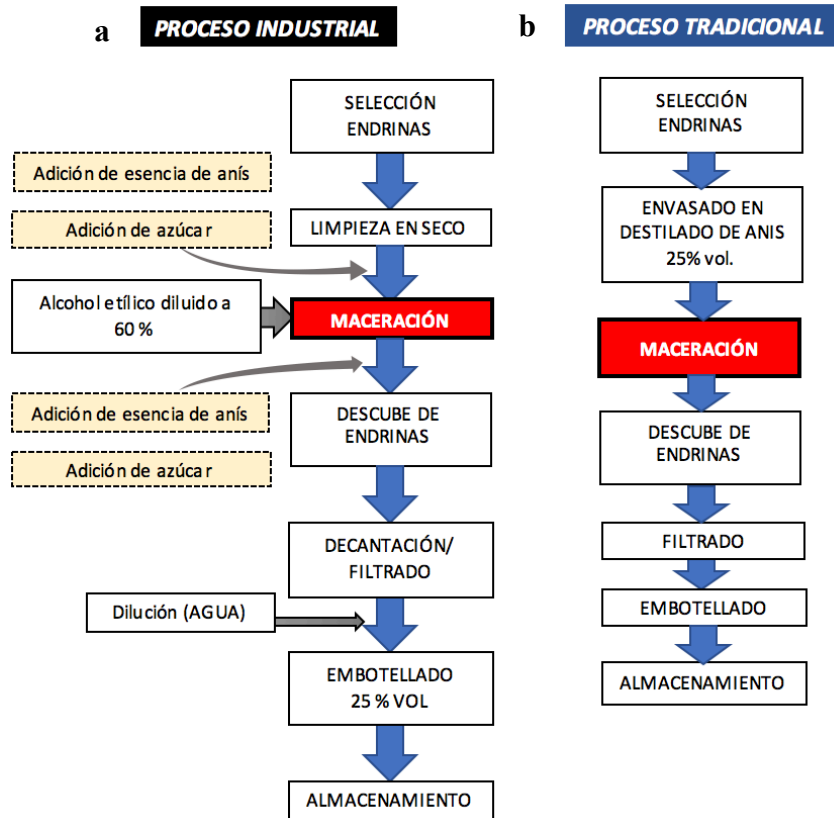 a
PROCESO INDUSTRIAL
SELECCIÓN
ENDRINAS
Adición de esencia de anís
Adición de azúcar
LIMPIEZA EN SECO
Alcohol etílico diluido a
60 %
MACERACIÓN
Adición de esencia de anís
Adición de azúcar
DESCUBE DE
ENDRINAS
DECANTACIÓN/
FILTRADO
Dilución (AGUA)
EMBOTELLADO
25 % VOL
ALMACENAMIENTO
b
PROCESO TRADICIONAL
SELECCIÓN
ENDRINAS
ENVASADO EN
DESTILADO DE ANIS
25% vol.
MACERACIÓN
DESCUBE DE
ENDRINAS
FILTRADO
EMBOTELLADO
ALMACENAMIENTO